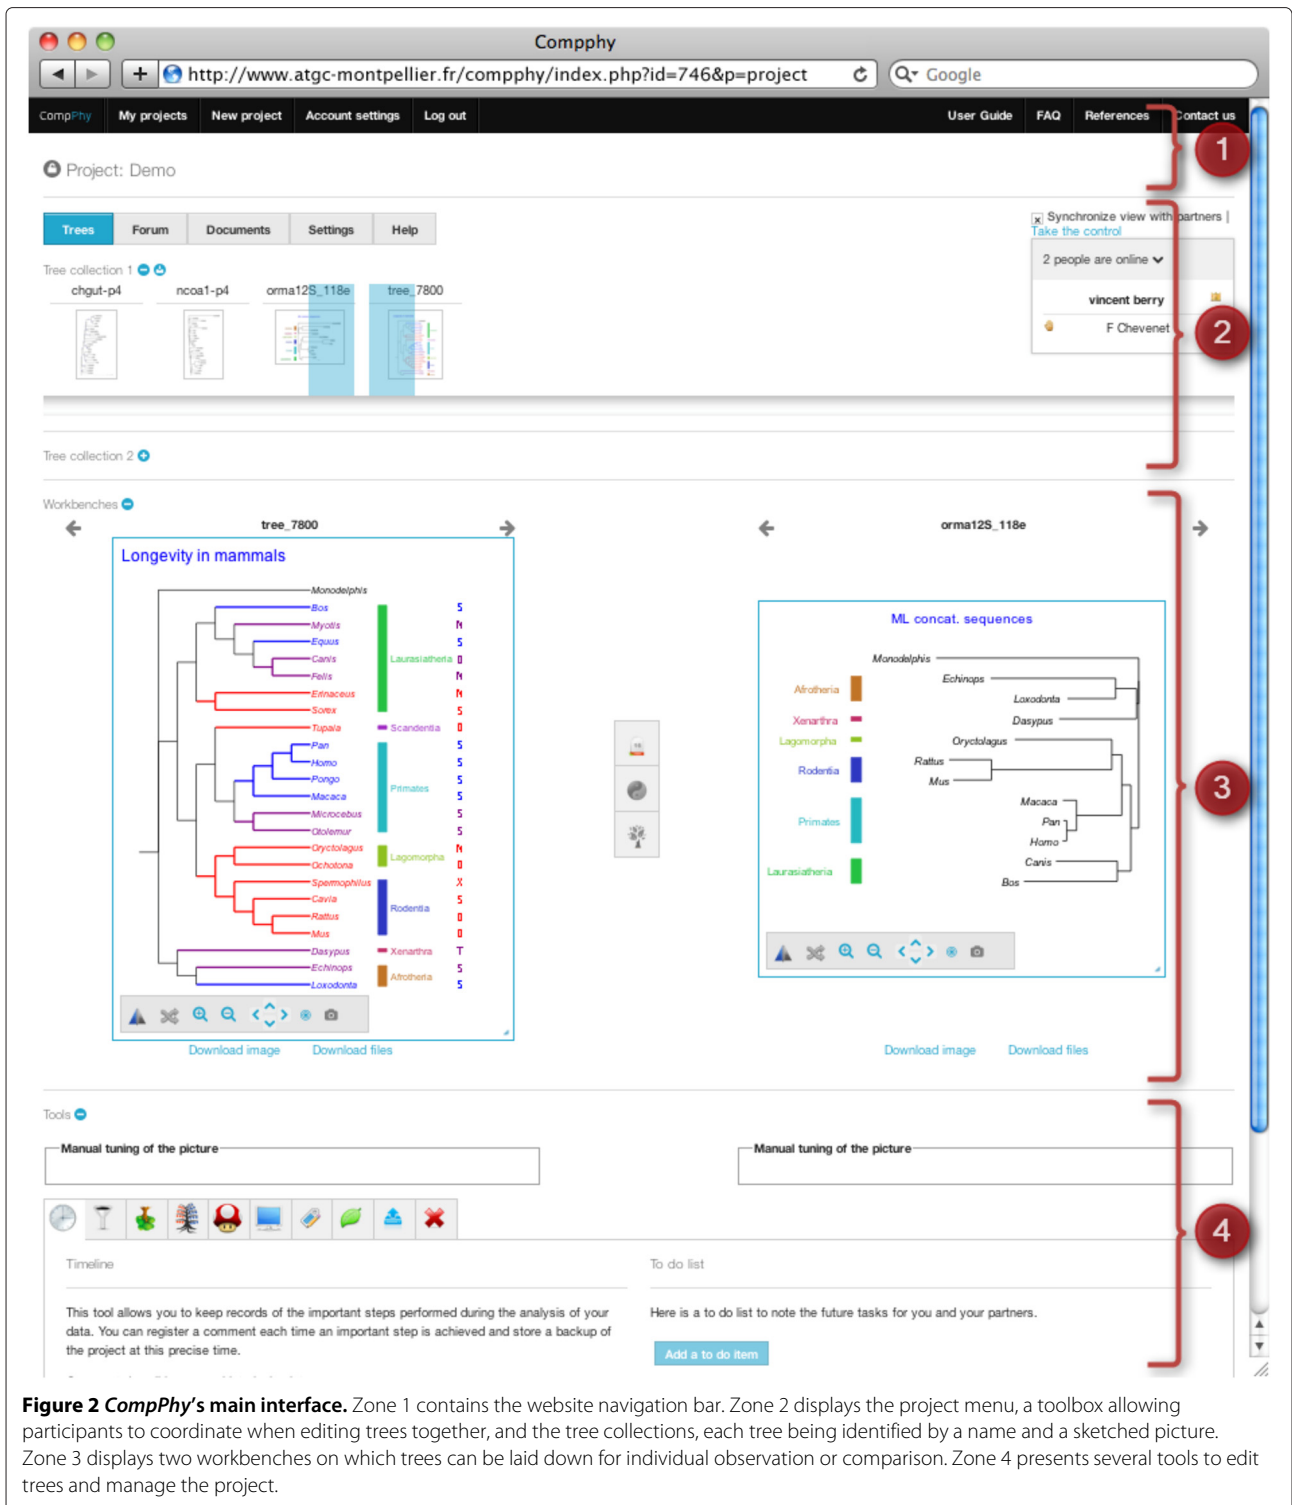 Compphy
http://www.atgc-montpellier.fr/compphy/index.php?id=746&p=project
Google
CompPhy My projects New project Account settings Log out User Guide FAQ References Contact us
1
Project: Demo
Trees Forum Documents Settings Help
Synchronize view with partners |
Take the control
2 people are online
vincent berry
F Chevenet
2
Tree collection 1
chgut-p4 ncoa1-p4 orma12S_118e tree_7800
Tree collection 2
Workbenches
tree_7800
Longevity in mammals
Monodelphis
Bos S
Myotis N
Equus S
Canis Laurasiatheria 0
Felis N
Erinaceus N
Sorex S
Tupaia Scandentia 0
Pan S
Homo S
Pongo S
Macaca Primates S
Microcebus S
Otolemur S
Oryctolagus N
Ochotona Lagomorpha 0
Spermophilus X
Cavia S
Rattus Rodentia 0
Mus 0
Dasypus Xenarthra T
Echinops S
Loxodonta Afrotheria S
Download image Download files
orma12S_118e
ML concat. sequences
Monodelphis
Echinops
Afrotheria
Loxodonta
Xenarthra Dasypus
Lagomorpha Oryctolagus
Rodentia Rattus
Mus
Macaca
Primates Pan
Homo
Canis
Laurasiatheria
Bos
Download image Download files
3
Tools
Manual tuning of the picture Manual tuning of the picture
4
Timeline
This tool allows you to keep records of the important steps performed during the analysis of your
data. You can register a comment each time an important step is achieved and store a backup of
the project at this precise time.
To do list
Here is a to do list to note the future tasks for you and your partners.
Add a to do item
Figure 2 CompPhy's main interface. Zone 1 contains the website navigation bar. Zone 2 displays the project menu, a toolbox allowing
participants to coordinate when editing trees together, and the tree collections, each tree being identified by a name and a sketched picture.
Zone 3 displays two workbenches on which trees can be laid down for individual observation or comparison. Zone 4 presents several tools to edit
trees and manage the project.